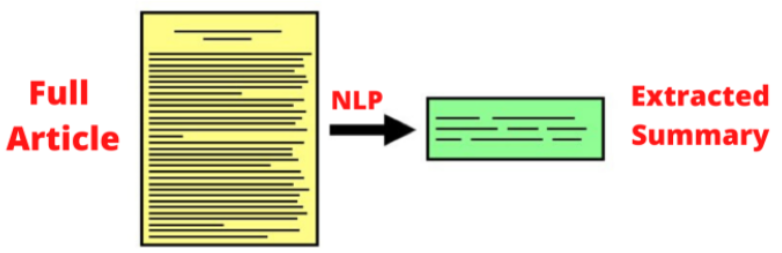 Full
Article
NLP
Extracted
Summary